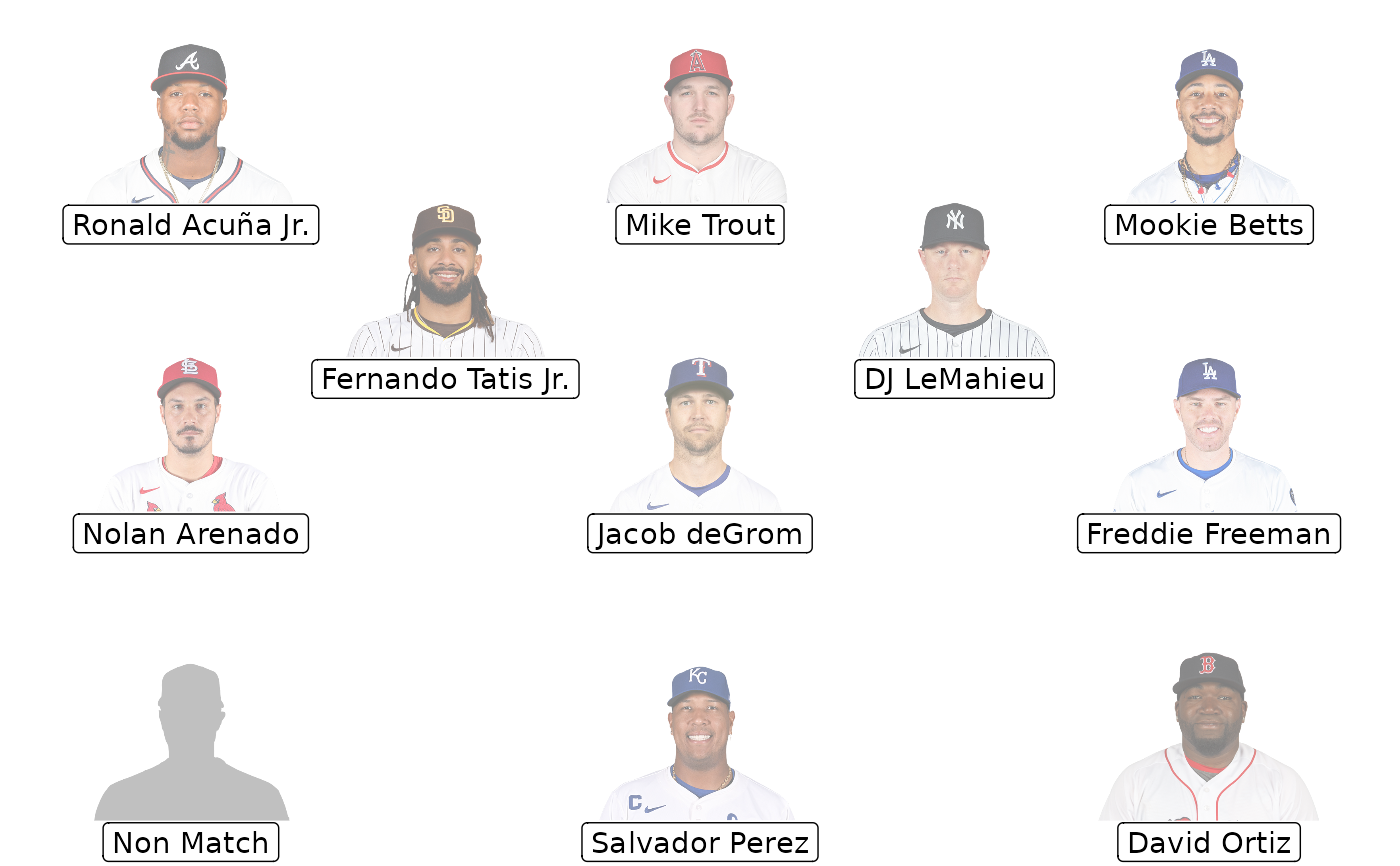 Ronald Acuña Jr.
Mike Trout
Mookie Betts
Fernando Tatis Jr.
DJ LeMahieu
Nolan Arenado
Jacob deGrom
Freddie Freeman
Non Match
Salvador Perez
David Ortiz